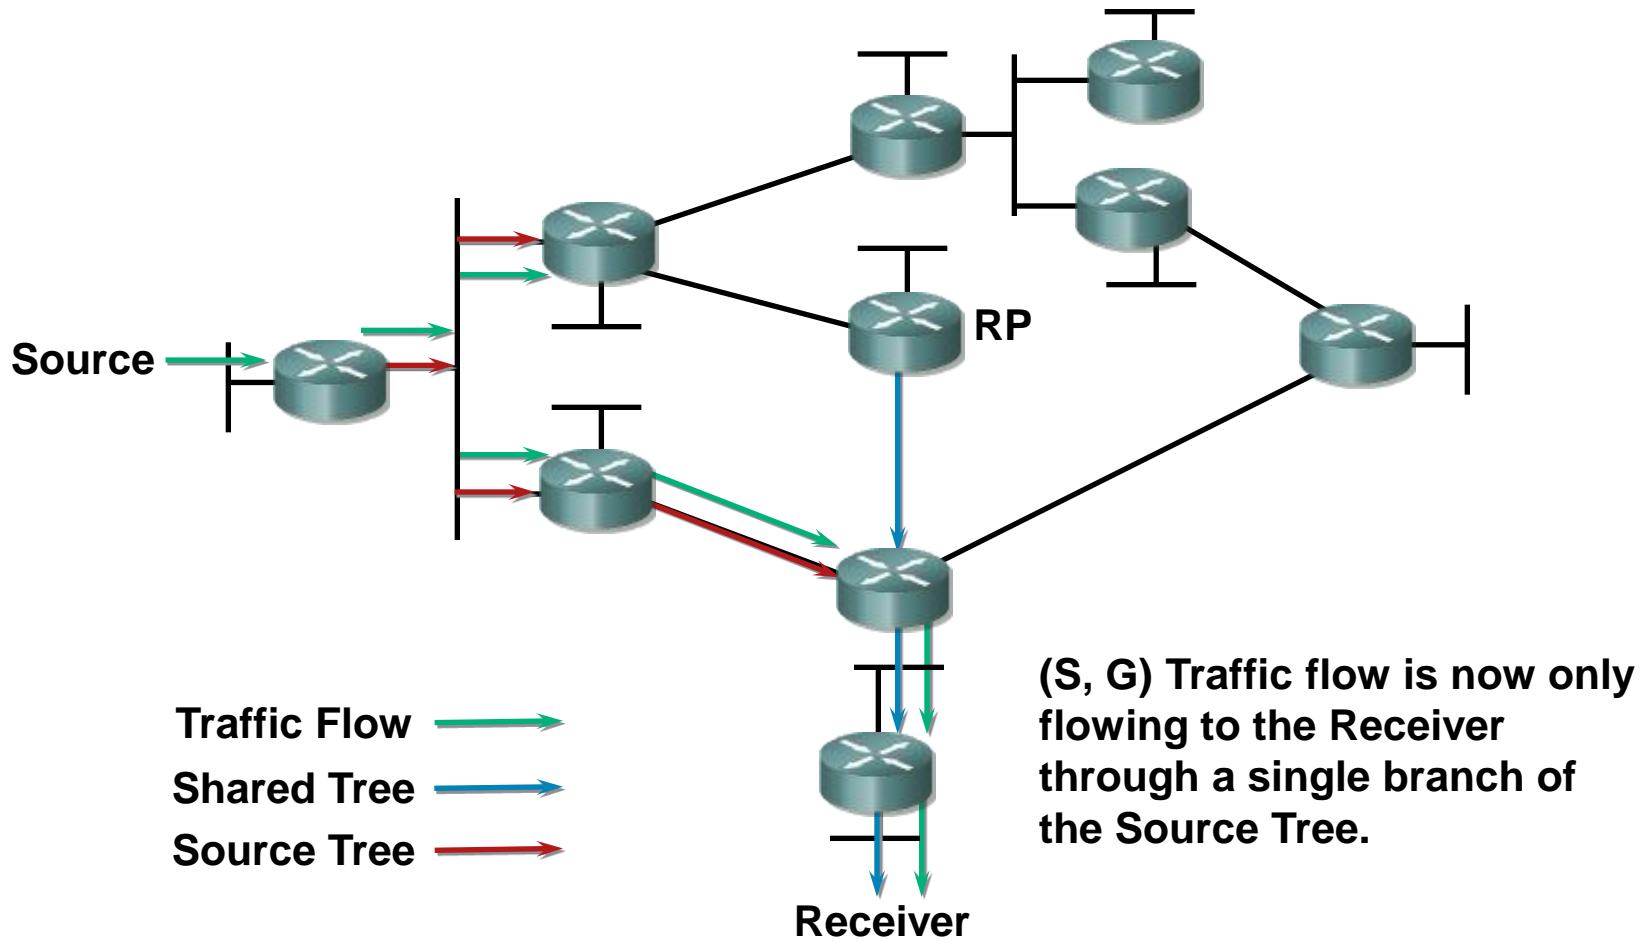 RP
Source
(S, G) Traffic flow is now only
flowing to the Receiver
through a single branch of
the Source Tree.
Traffic Flow
Shared Tree
Source Tree
Receiver